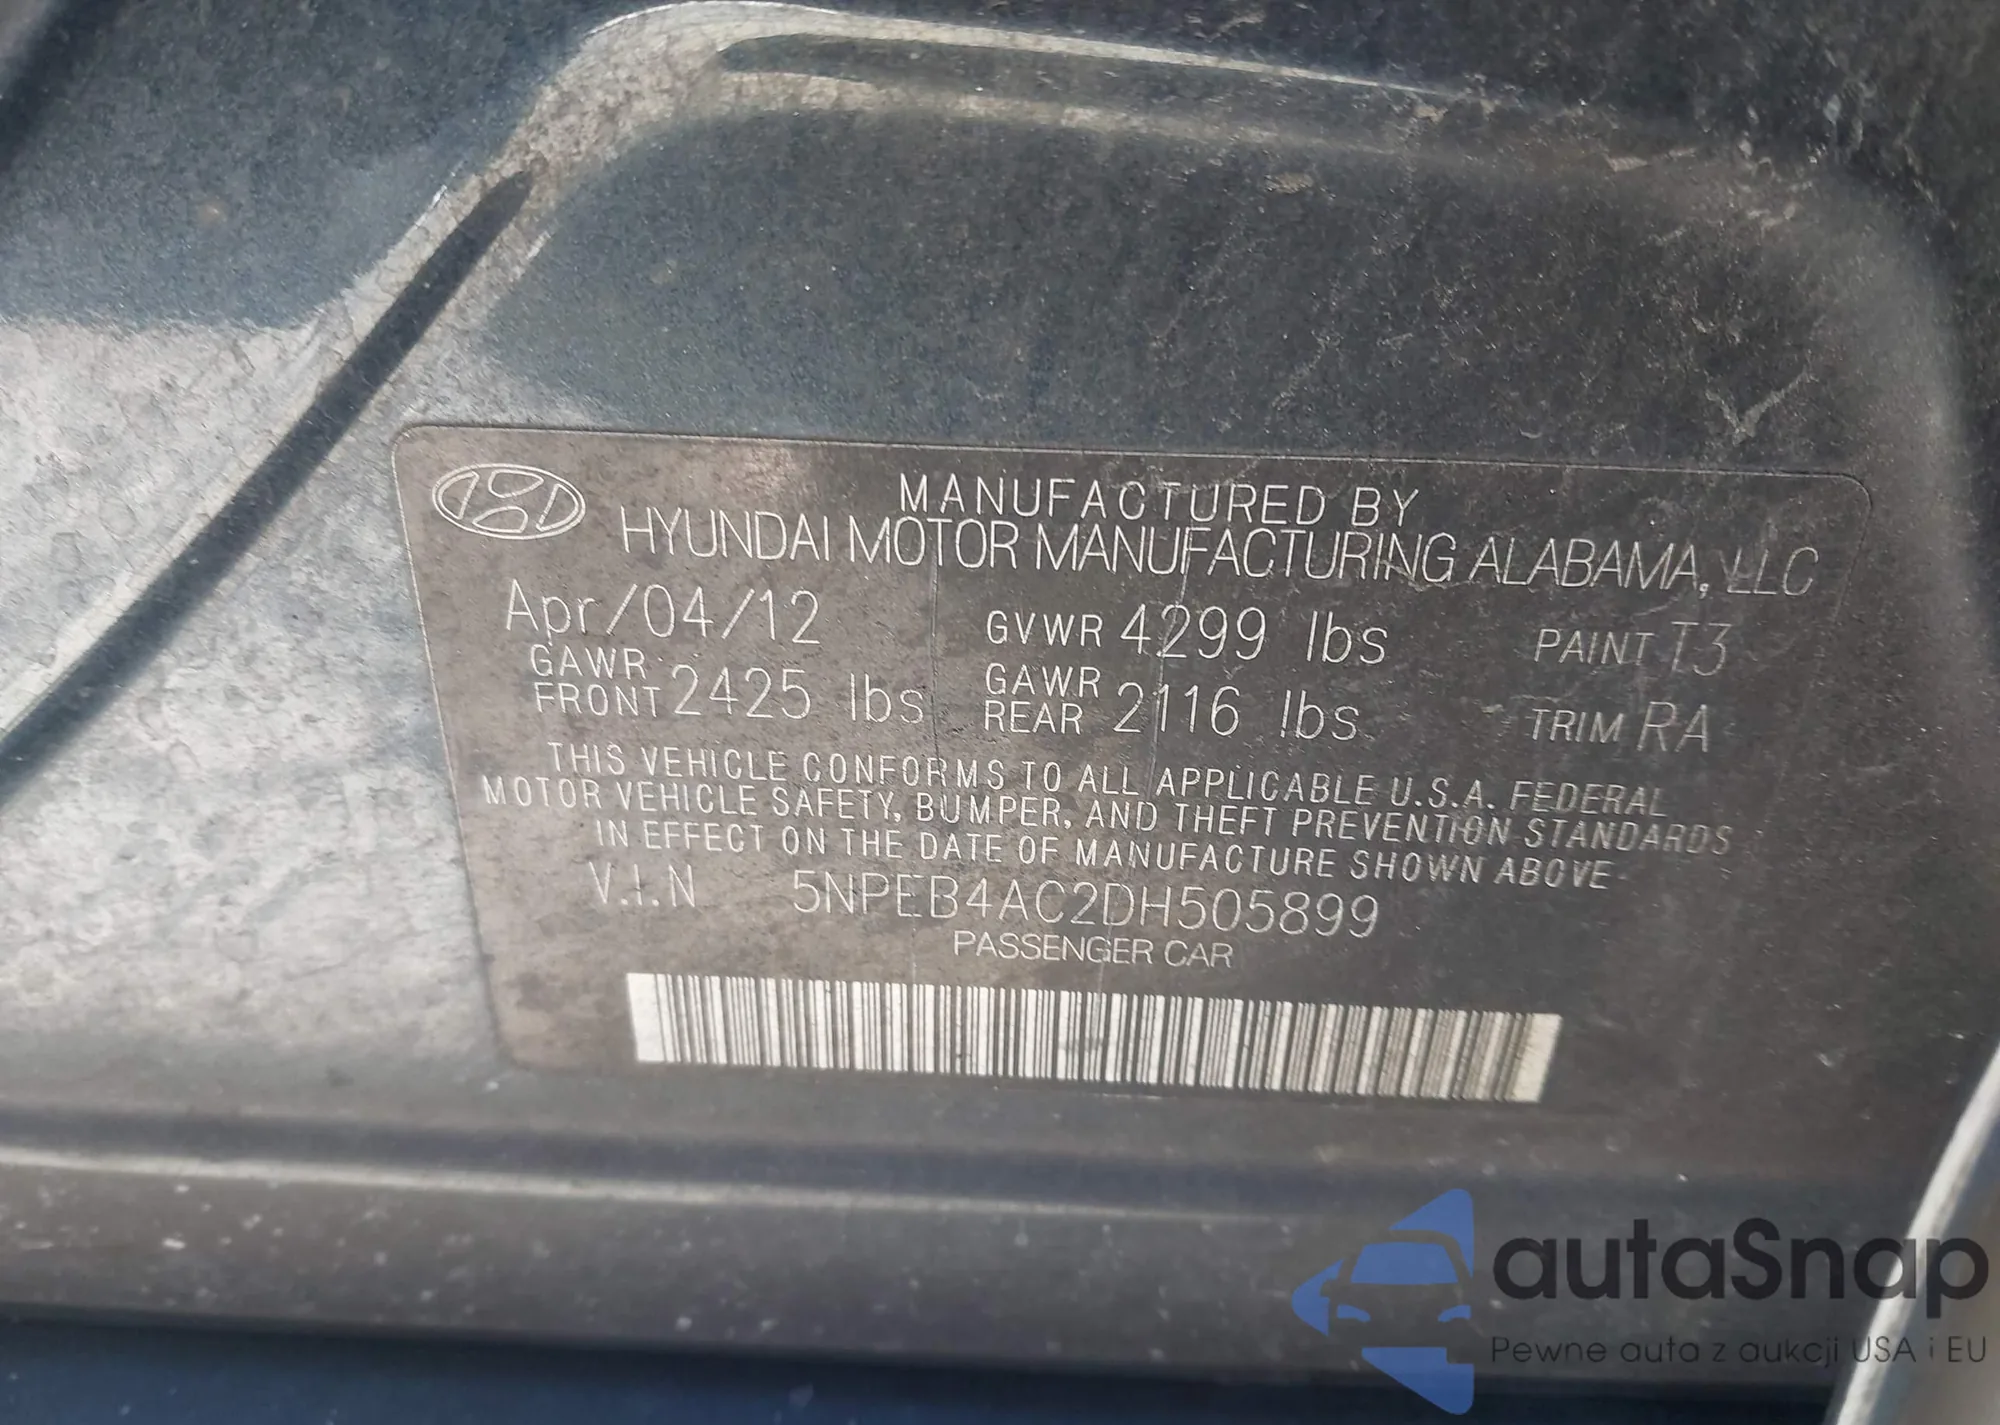 MANUFACTURED BY
HYUNDAI MOTOR MANUFACTURING ALABAMA, LLC
Apr/04/12 GVWR 4299 lbs PAINT T3
GAWR FRONT 2425 lbs GAWR REAR 2116 lbs TRIM RA
THIS VEHICLE CONFORMS TO ALL APPLICABLE U.S.A. FEDERAL
MOTOR VEHICLE SAFETY, BUMPER, AND THEFT PREVENTION STANDARDS
IN EFFECT ON THE DATE OF MANUFACTURE SHOWN ABOVE
V.I.N 5NPEB4AC2DH505899
PASSENGER CAR
autaSnap
Pewne auta z aukcji USA i EU